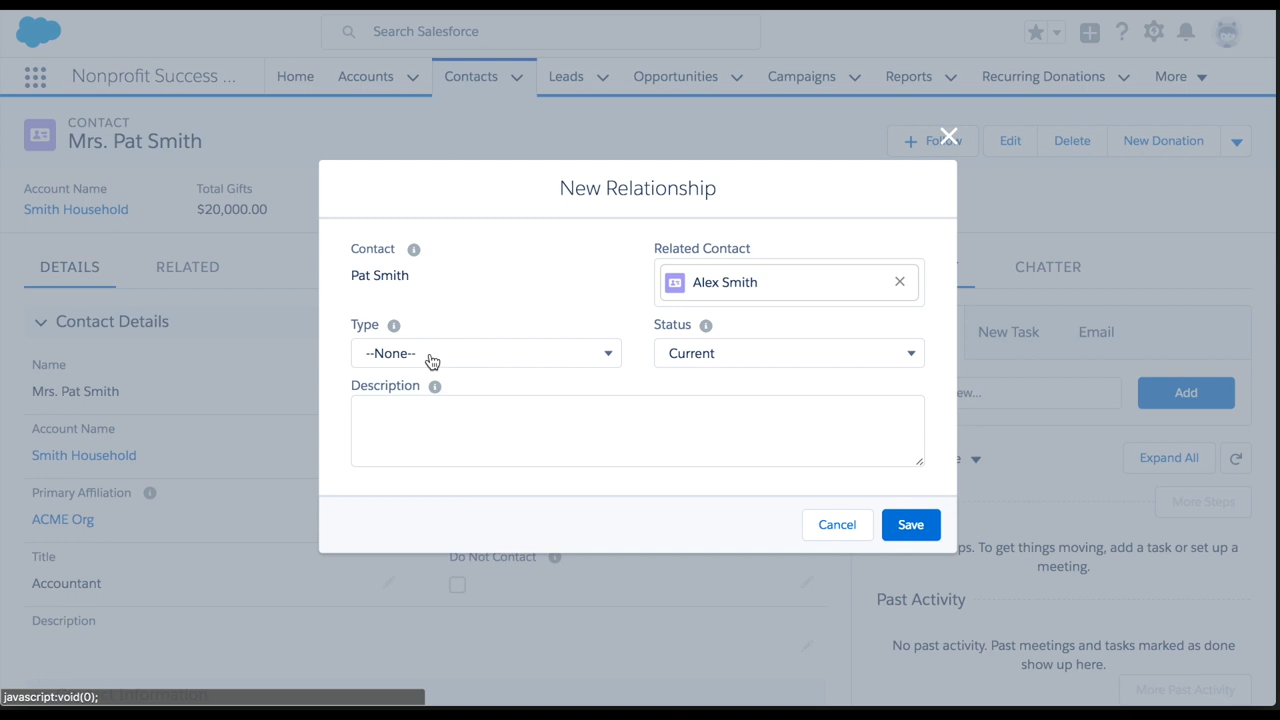 Search Salesforce
Nonprofit Success ...
Home
Accounts
Contacts
Leads
Opportunities
Campaigns
Reports
Recurring Donations
More
CONTACT
Mrs. Pat Smith
Follow
Edit
Delete
New Donation
Account Name
Total Gifts
Smith Household
$20,000.00
New Relationship
DETAILS
RELATED
CHATTER
Contact
Pat Smith
Related Contact
Alex Smith
Type
--None--
Status
Current
Description
Cancel
Save
Contact Details
Name
Mrs. Pat Smith
Account Name
Smith Household
Primary Affiliation
ACME Org
Title
Accountant
Do Not Contact
Description
New Task
Email
Add
Expand All
More Steps
ps. To get things moving, add a task or set up a
meeting.
Past Activity
No past activity. Past meetings and tasks marked as done
show up here.
More Past Activity
javascript:void(0);